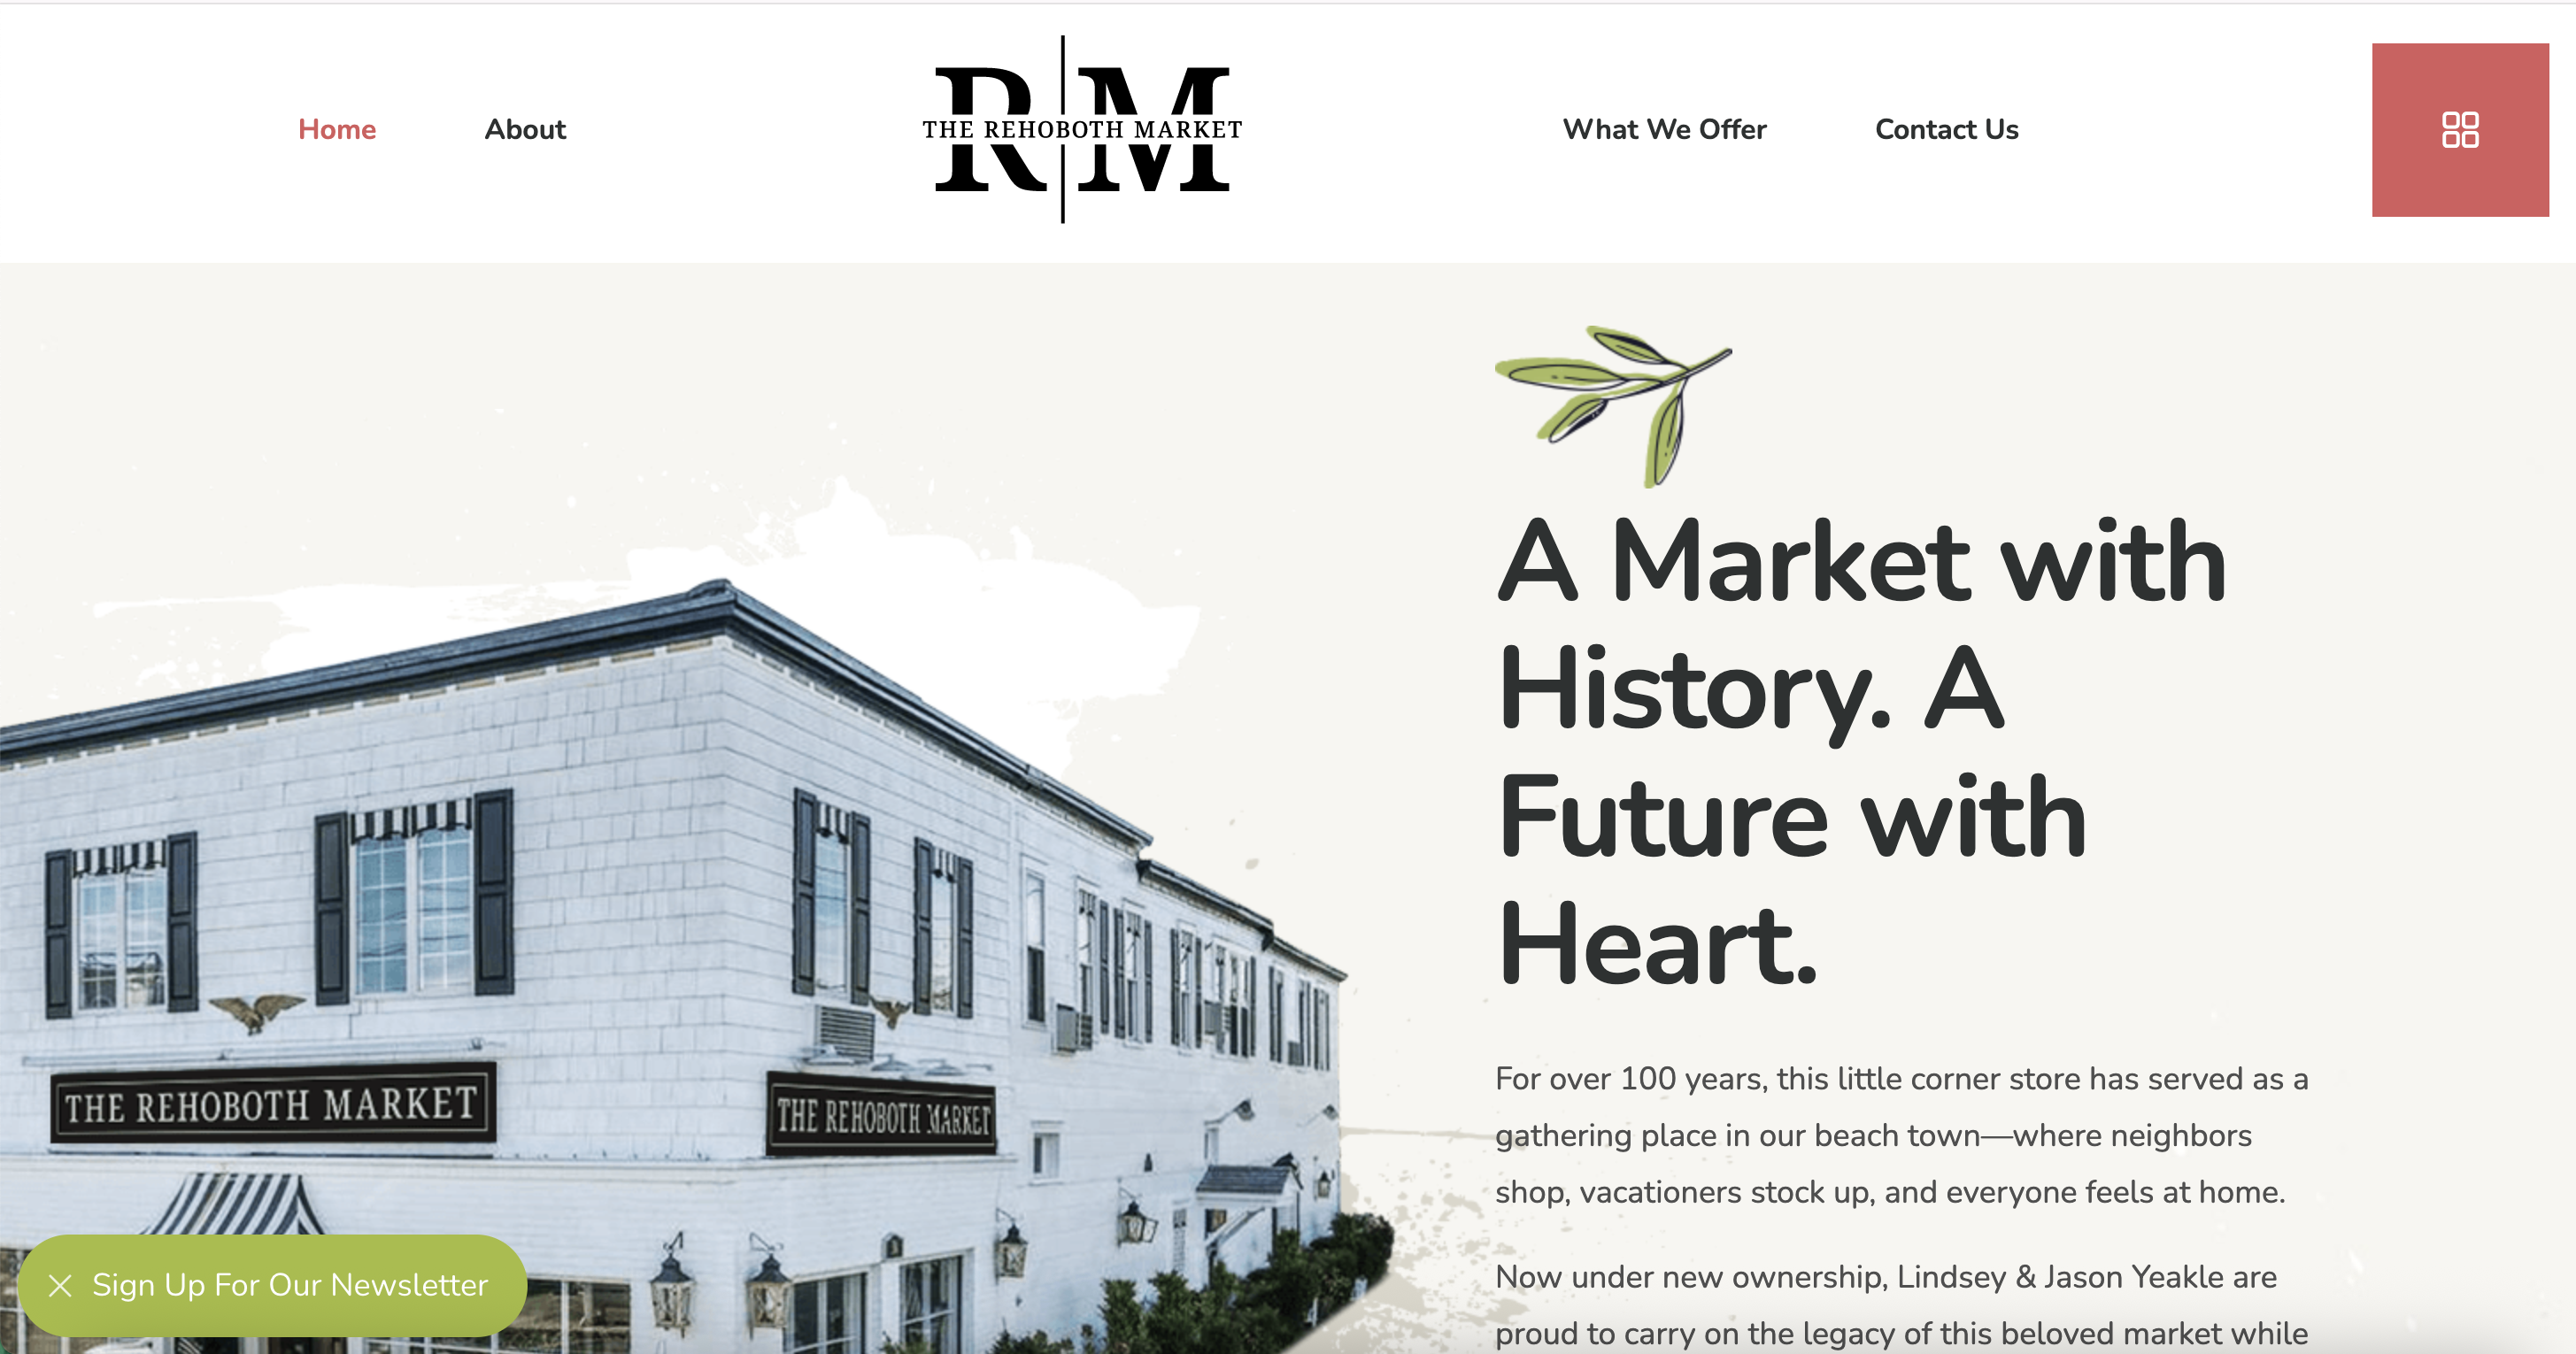 Home
About
RM
THE REHOBOTH MARKET
What We Offer
Contact Us
A Market with
History. A
Future with
Heart.
For over 100 years, this little corner store has served as a
gathering place in our beach town—where neighbors
shop, vacationers stock up, and everyone feels at home.
Now under new ownership, Lindsey & Jason Yeakle are
proud to carry on the legacy of this beloved market while
THE REHOBOTH MARKET
THE REHOBOTH MARKET
Sign Up For Our Newsletter